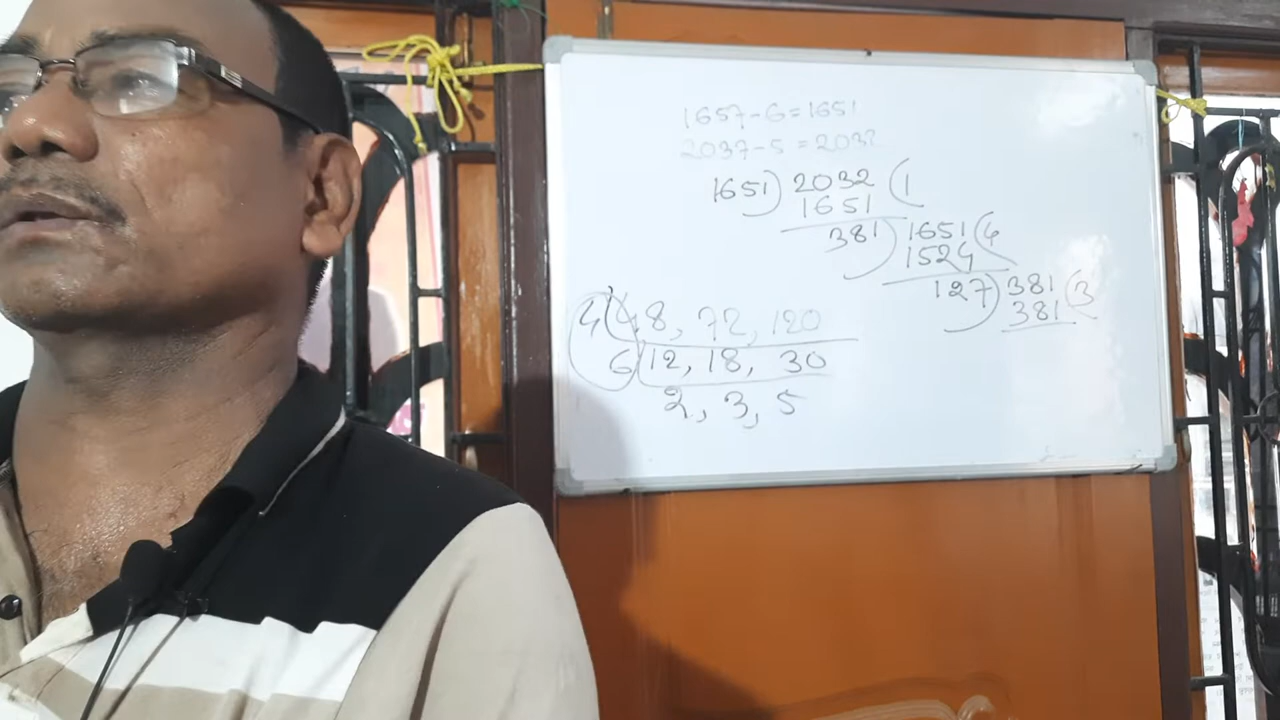 1657-6=1651
2037-5=2032
1651) 2032 (1
1651
381) 1651 (4
1524
127) 381 (3
381
4(48, 72, 120
6(12, 18, 30
2, 3, 5